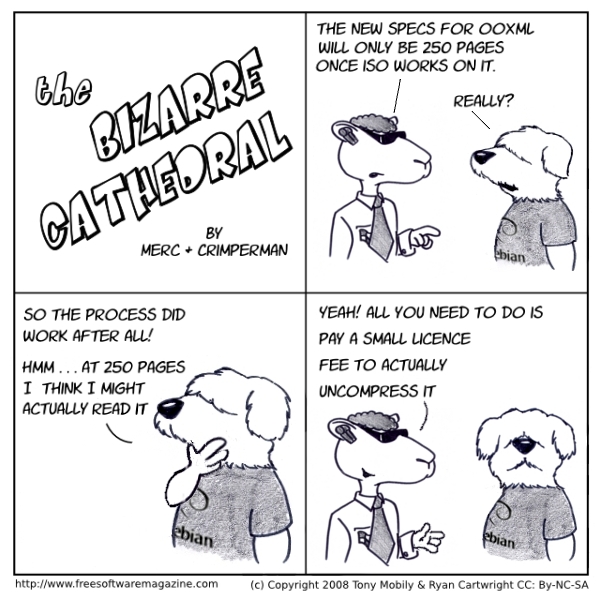 the
BIZARRE
CATHEDRAL
BY
MERC + CRIMPERMAN
THE NEW SPECS FOR OOXML
WILL ONLY BE 250 PAGES
ONCE ISO WORKS ON IT.
REALLY?
ebian
SO THE PROCESS DID
WORK AFTER ALL!
HMM . . . AT 250 PAGES
I THINK I MIGHT
ACTUALLY READ IT
ebian
YEAH! ALL YOU NEED TO DO IS
PAY A SMALL LICENCE
FEE TO ACTUALLY
UNCOMPRESS IT
ebian
http://www.freesoftwaremagazine.com
(c) Copyright 2008 Tony Mobily & Ryan Cartwright CC: By-NC-SA